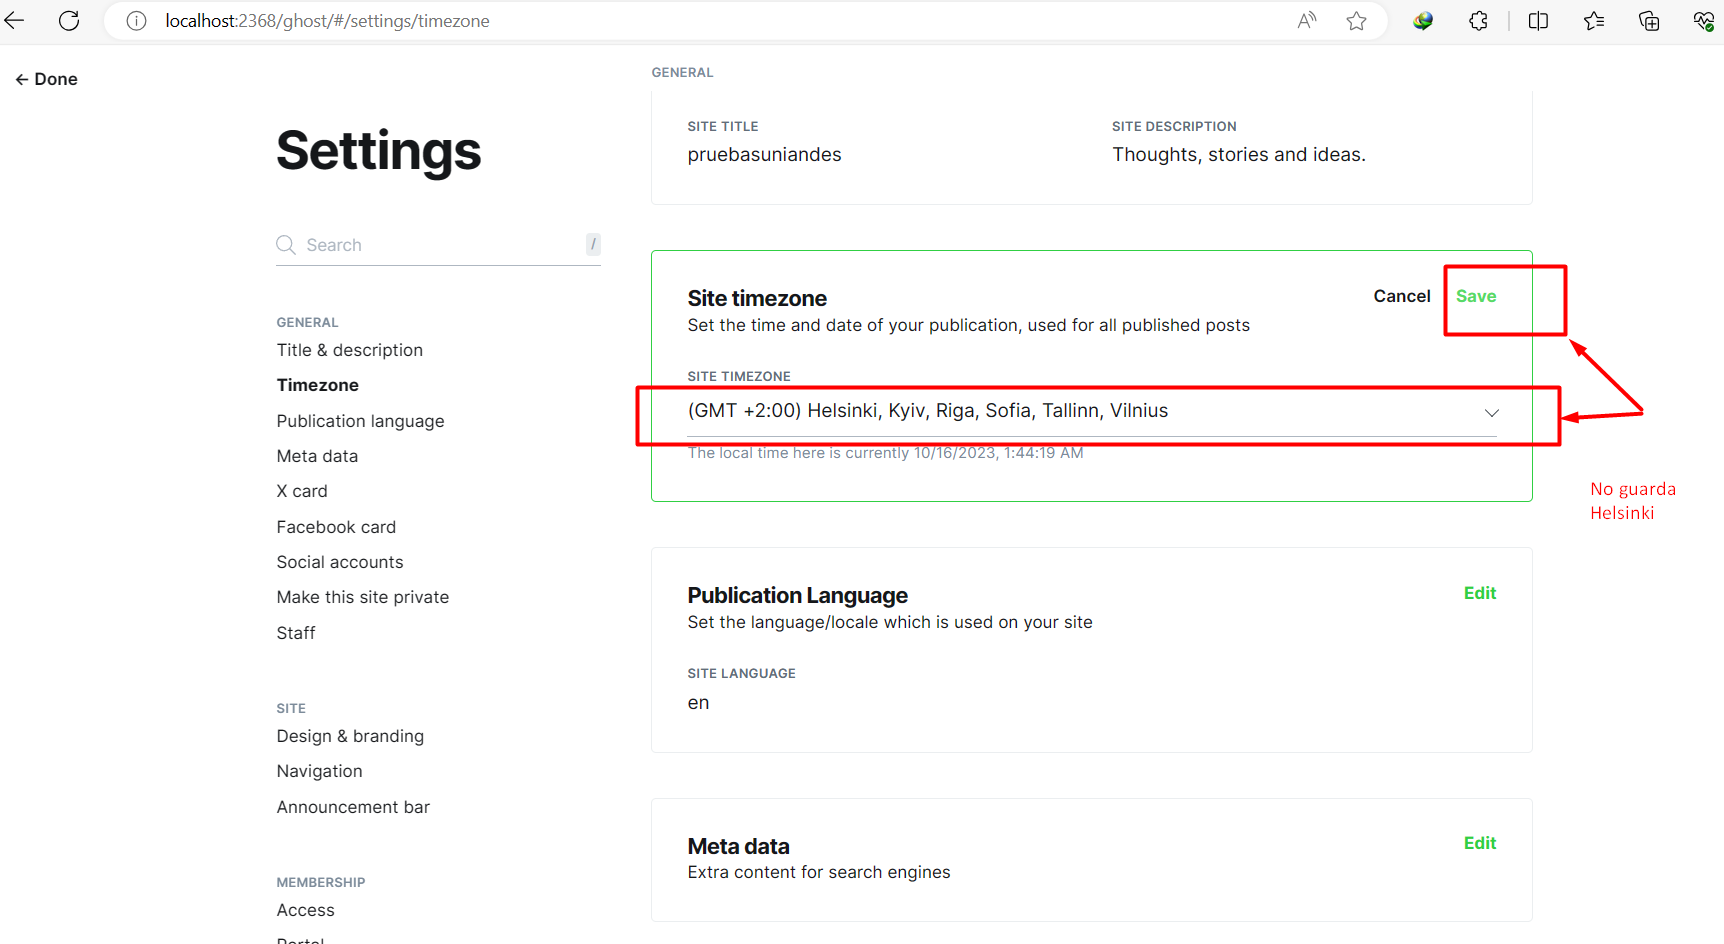 localhost:2368/ghost/#/settings/timezone
← Done
Settings
Search /
GENERAL
Title & description
Timezone
Publication language
Meta data
X card
Facebook card
Social accounts
Make this site private
Staff
SITE
Design & branding
Navigation
Announcement bar
MEMBERSHIP
Access
Portal
GENERAL
SITE TITLE
pruebasuniandes
SITE DESCRIPTION
Thoughts, stories and ideas.
Site timezone
Cancel Save
Set the time and date of your publication, used for all published posts
SITE TIMEZONE
(GMT +2:00) Helsinki, Kyiv, Riga, Sofia, Tallinn, Vilnius
The local time here is currently 10/16/2023, 1:44:19 AM
No guarda
Helsinki
Publication Language
Edit
Set the language/locale which is used on your site
SITE LANGUAGE
en
Meta data
Edit
Extra content for search engines